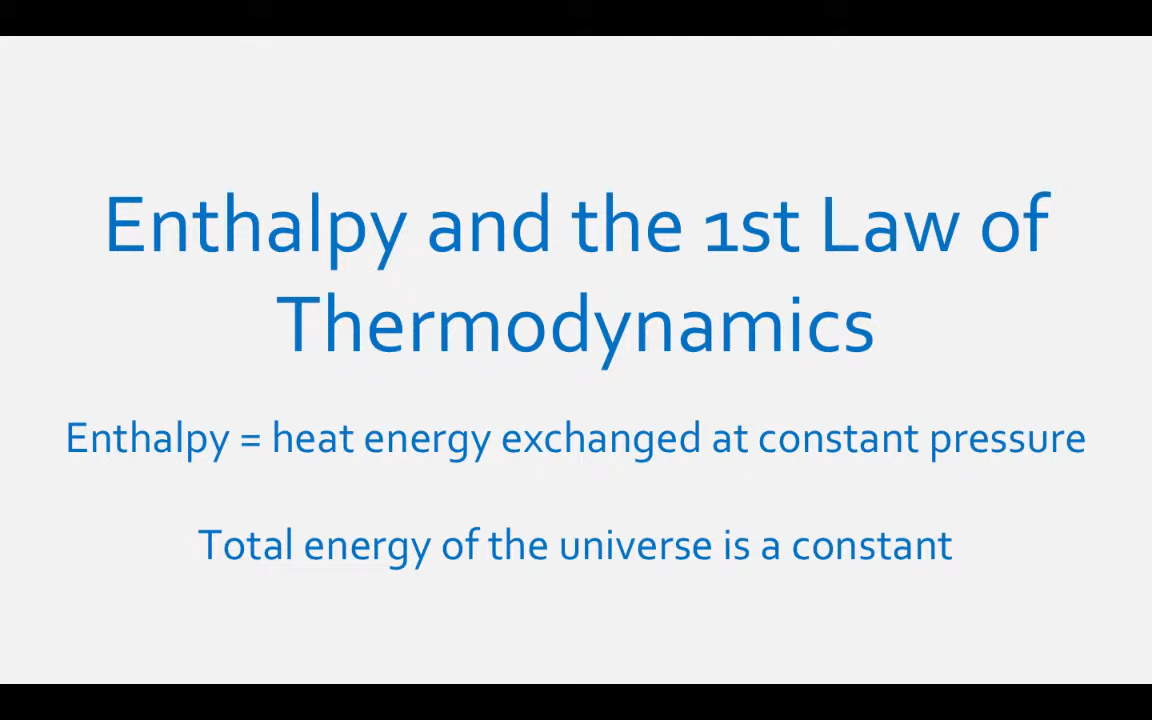 Enthalpy and the 1st Law of
Thermodynamics
Enthalpy = heat energy exchanged at constant pressure
Total energy of the universe is a constant